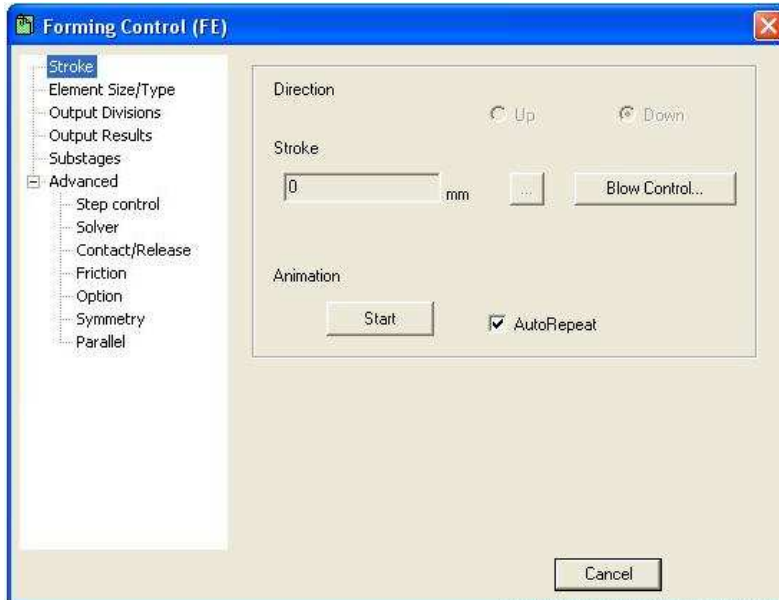 Forming Control (FE)
Stroke
Element Size/Type
Output Divisions
Output Results
Substages
Advanced
Step control
Solver
Contact/Release
Friction
Option
Symmetry
Parallel
Direction
Up
Down
Stroke
0
mm
...
Blow Control...
Animation
Start
AutoRepeat
Cancel